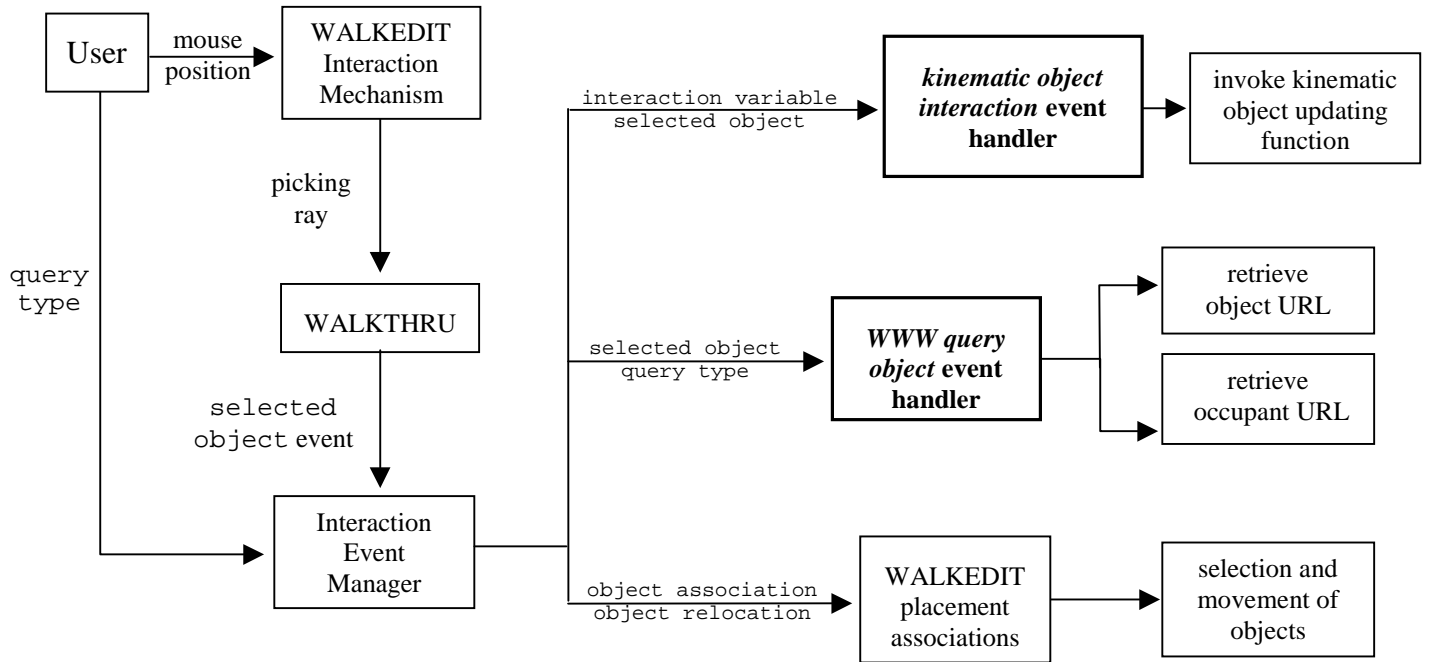 User
mouse
position
WALKEDIT
Interaction
Mechanism
picking
ray
query
type
WALKTHRU
selected
object event
Interaction
Event
Manager
interaction variable
selected object
kinematic object
interaction event
handler
invoke kinematic
object updating
function
selected object
query type
WWW query
object event
handler
retrieve
object URL
retrieve
occupant URL
object association
object relocation
WALKEDIT
placement
associations
selection and
movement of
objects